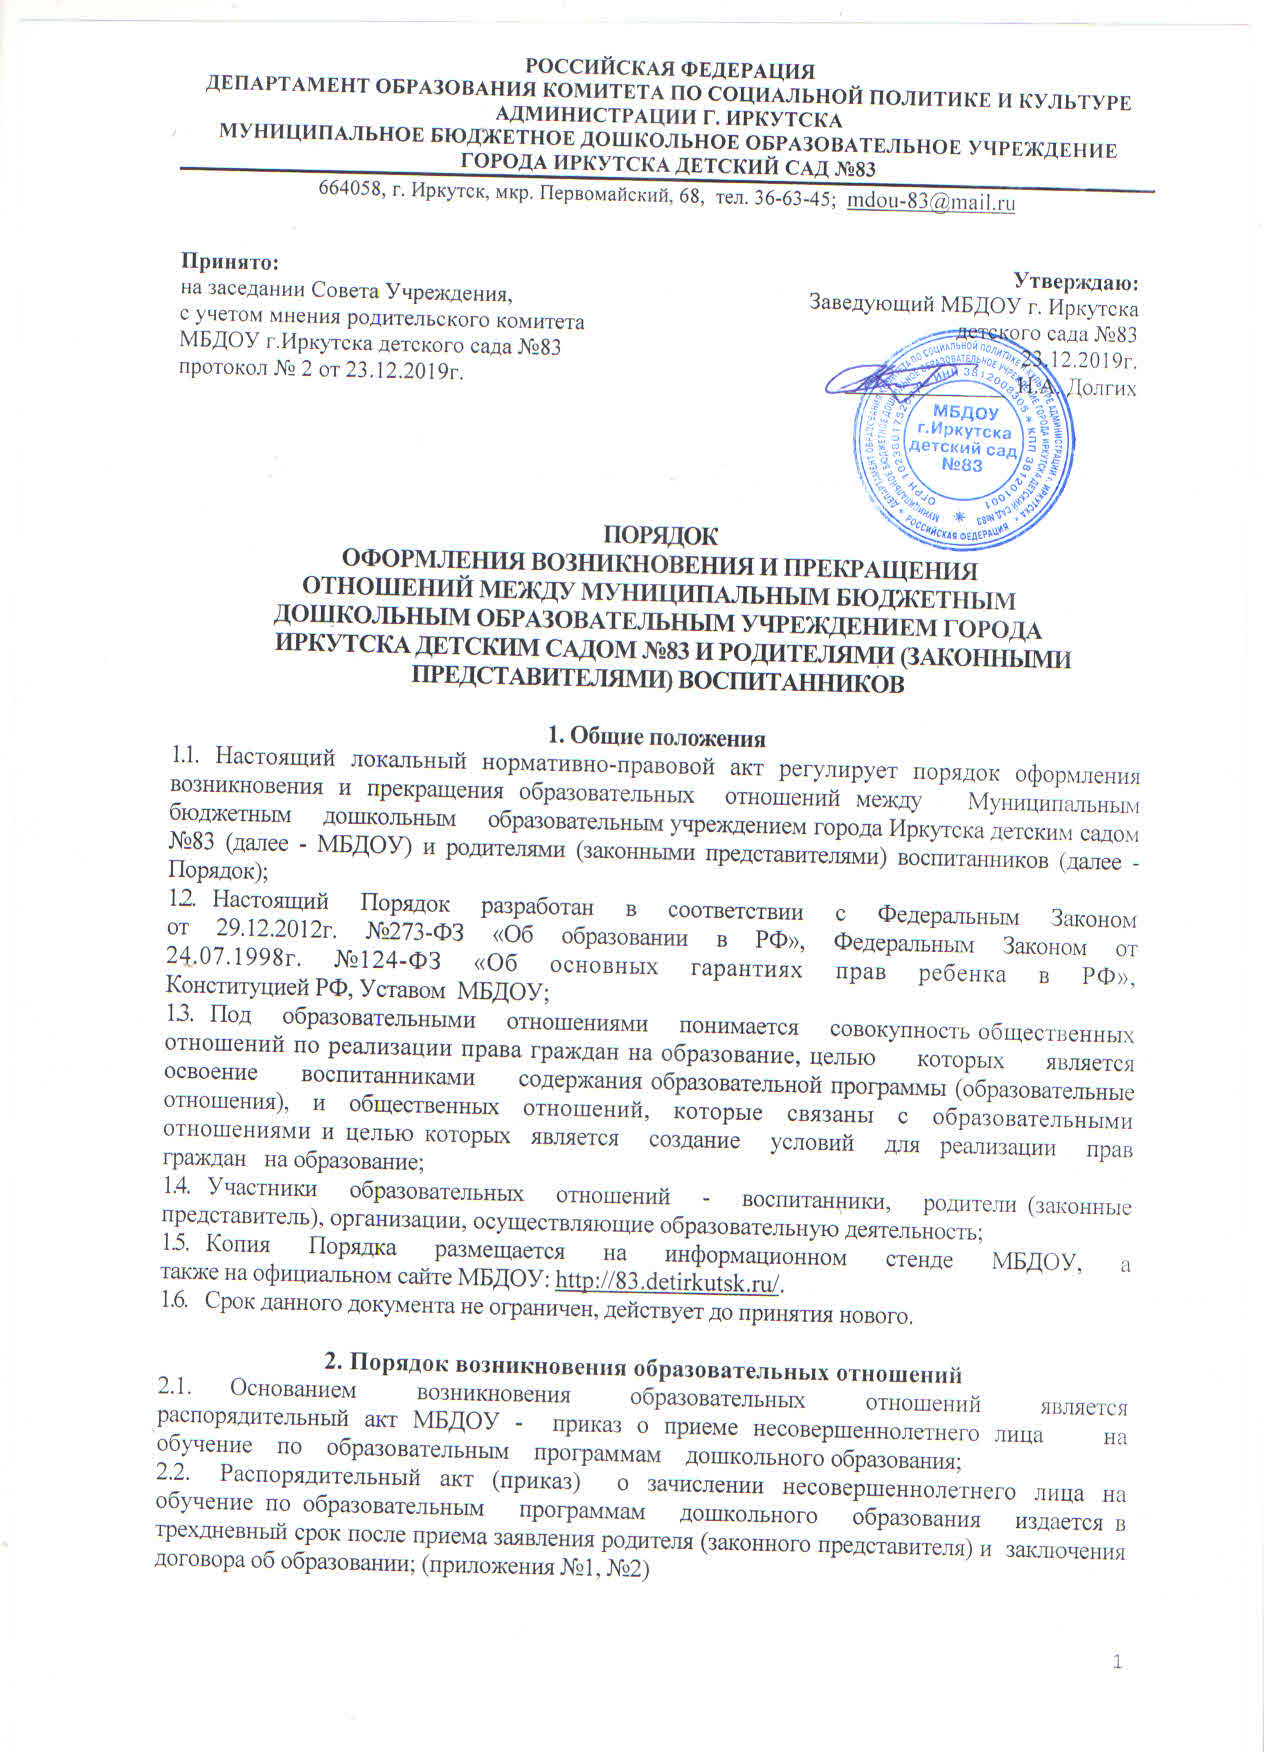 РОССИЙСКАЯ ФЕДЕРАЦИЯ
ДЕПАРТАМЕНТ ОБРАЗОВАНИЯ КОМИТЕТА ПО СОЦИАЛЬНОЙ ПОЛИТИКЕ И КУЛЬТУРЕ
АДМИНИСТРАЦИИ Г. ИРКУТСКА
МУНИЦИПАЛЬНОЕ БЮДЖЕТНОЕ ДОШКОЛЬНОЕ ОБРАЗОВАТЕЛЬНОЕ УЧРЕЖДЕНИЕ
ГОРОДА ИРКУТСКА ДЕТСКИЙ САД №83
664058, г. Иркутск, мкр. Первомайский, 68, тел. 36-63-45; mdou-83@mail.ru
Принято:
на заседании Совета Учреждения,
с учетом мнения родительского комитета
МБДОУ г.Иркутска детского сада №83
протокол № 2 от 23.12.2019г.
Утверждаю:
Заведующий МБДОУ г. Иркутска
детского сада №83
23.12.2019г.
Н.А. Долгих
МБДОУ
г.Иркутска
детский сад
№83
ПОРЯДОК
ОФОРМЛЕНИЯ ВОЗНИКНОВЕНИЯ И ПРЕКРАЩЕНИЯ
ОТНОШЕНИЙ МЕЖДУ МУНИЦИПАЛЬНЫМ БЮДЖЕТНЫМ
ДОШКОЛЬНЫМ ОБРАЗОВАТЕЛЬНЫМ УЧРЕЖДЕНИЕМ ГОРОДА
ИРКУТСКА ДЕТСКИМ САДОМ №83 И РОДИТЕЛЯМИ (ЗАКОННЫМИ
ПРЕДСТАВИТЕЛЯМИ) ВОСПИТАННИКОВ
1. Общие положения
1.1. Настоящий локальный нормативно-правовой акт регулирует порядок оформления
возникновения и прекращения образовательных отношений между Муниципальным
бюджетным дошкольным образовательным учреждением города Иркутска детским садом
№83 (далее - МБДОУ) и родителями (законными представителями) воспитанников (далее -
Порядок);
1.2. Настоящий Порядок разработан в соответствии с Федеральным Законом
от 29.12.2012г. №273-ФЗ «Об образовании в РФ», Федеральным Законом от
24.07.1998г. №124-ФЗ «Об основных гарантиях прав ребенка в РФ»,
Конституцией РФ, Уставом МБДОУ;
1.3. Под образовательными отношениями понимается совокупность общественных
отношений по реализации права граждан на образование, целью которых является
освоение воспитанниками содержания образовательной программы (образовательные
отношения), и общественных отношений, которые связаны с образовательными
отношениями и целью которых является создание условий для реализации прав
граждан на образование;
1.4. Участники образовательных отношений - воспитанники, родители (законные
представитель), организации, осуществляющие образовательную деятельность;
1.5. Копия Порядка размещается на информационном стенде МБДОУ, а
также на официальном сайте МБДОУ: http://83.detirkutsk.ru/.
1.6. Срок данного документа не ограничен, действует до принятия нового.
2. Порядок возникновения образовательных отношений
2.1. Основанием возникновения образовательных отношений является
распорядительный акт МБДОУ - приказ о приеме несовершеннолетнего лица на
обучение по образовательным программам дошкольного образования;
2.2. Распорядительный акт (приказ) о зачислении несовершеннолетнего лица на
обучение по образовательным программам дошкольного образования издается в
трехдневный срок после приема заявления родителя (законного представителя) и заключения
договора об образовании; (приложения №1, №2)
1